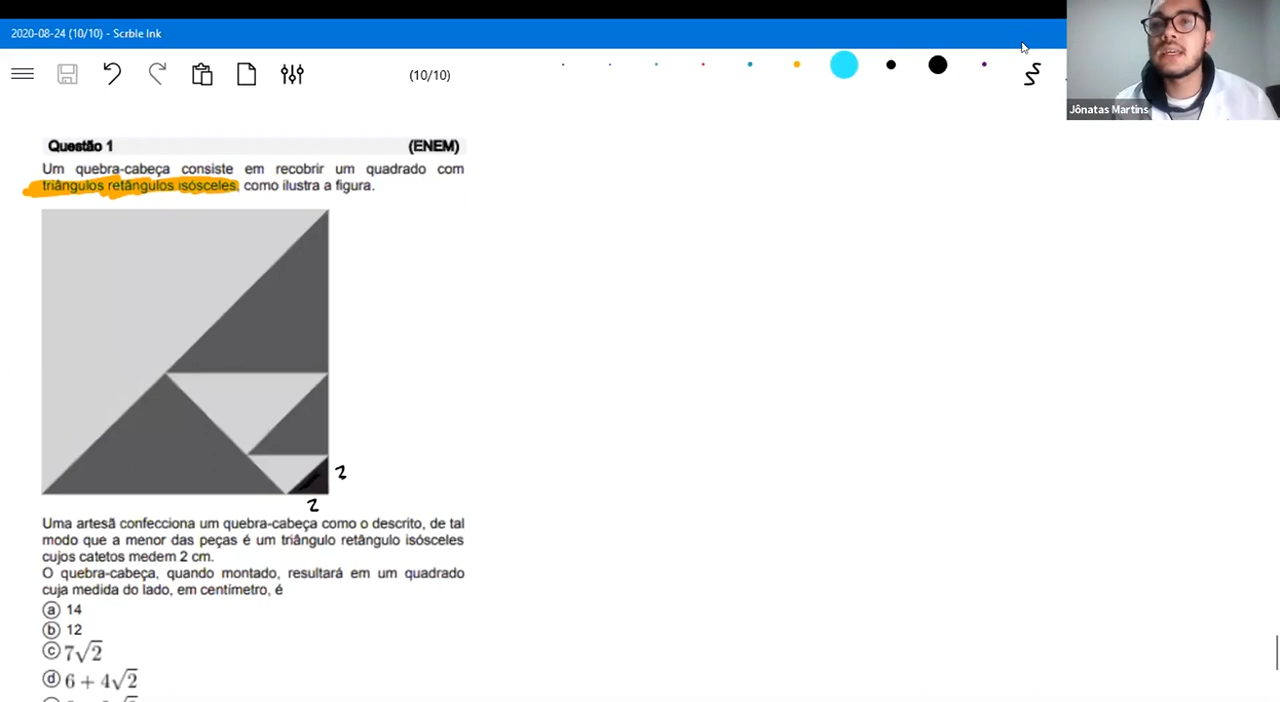 2020-08-24 (10/10) - Scrble Ink
(10/10)
Jônatas Martins
Questão 1 (ENEM)
Um quebra-cabeça consiste em recobrir um quadrado com
triângulos retângulos isósceles, como ilustra a figura.
2
2
Uma artesã confecciona um quebra-cabeça como o descrito, de tal
modo que a menor das peças é um triângulo retângulo isósceles
cujos catetos medem 2 cm.
O quebra-cabeça, quando montado, resultará em um quadrado
cuja medida do lado, em centímetro, é
ⓐ 14
ⓑ 12
ⓒ 7√2
ⓓ 6 + 4√2